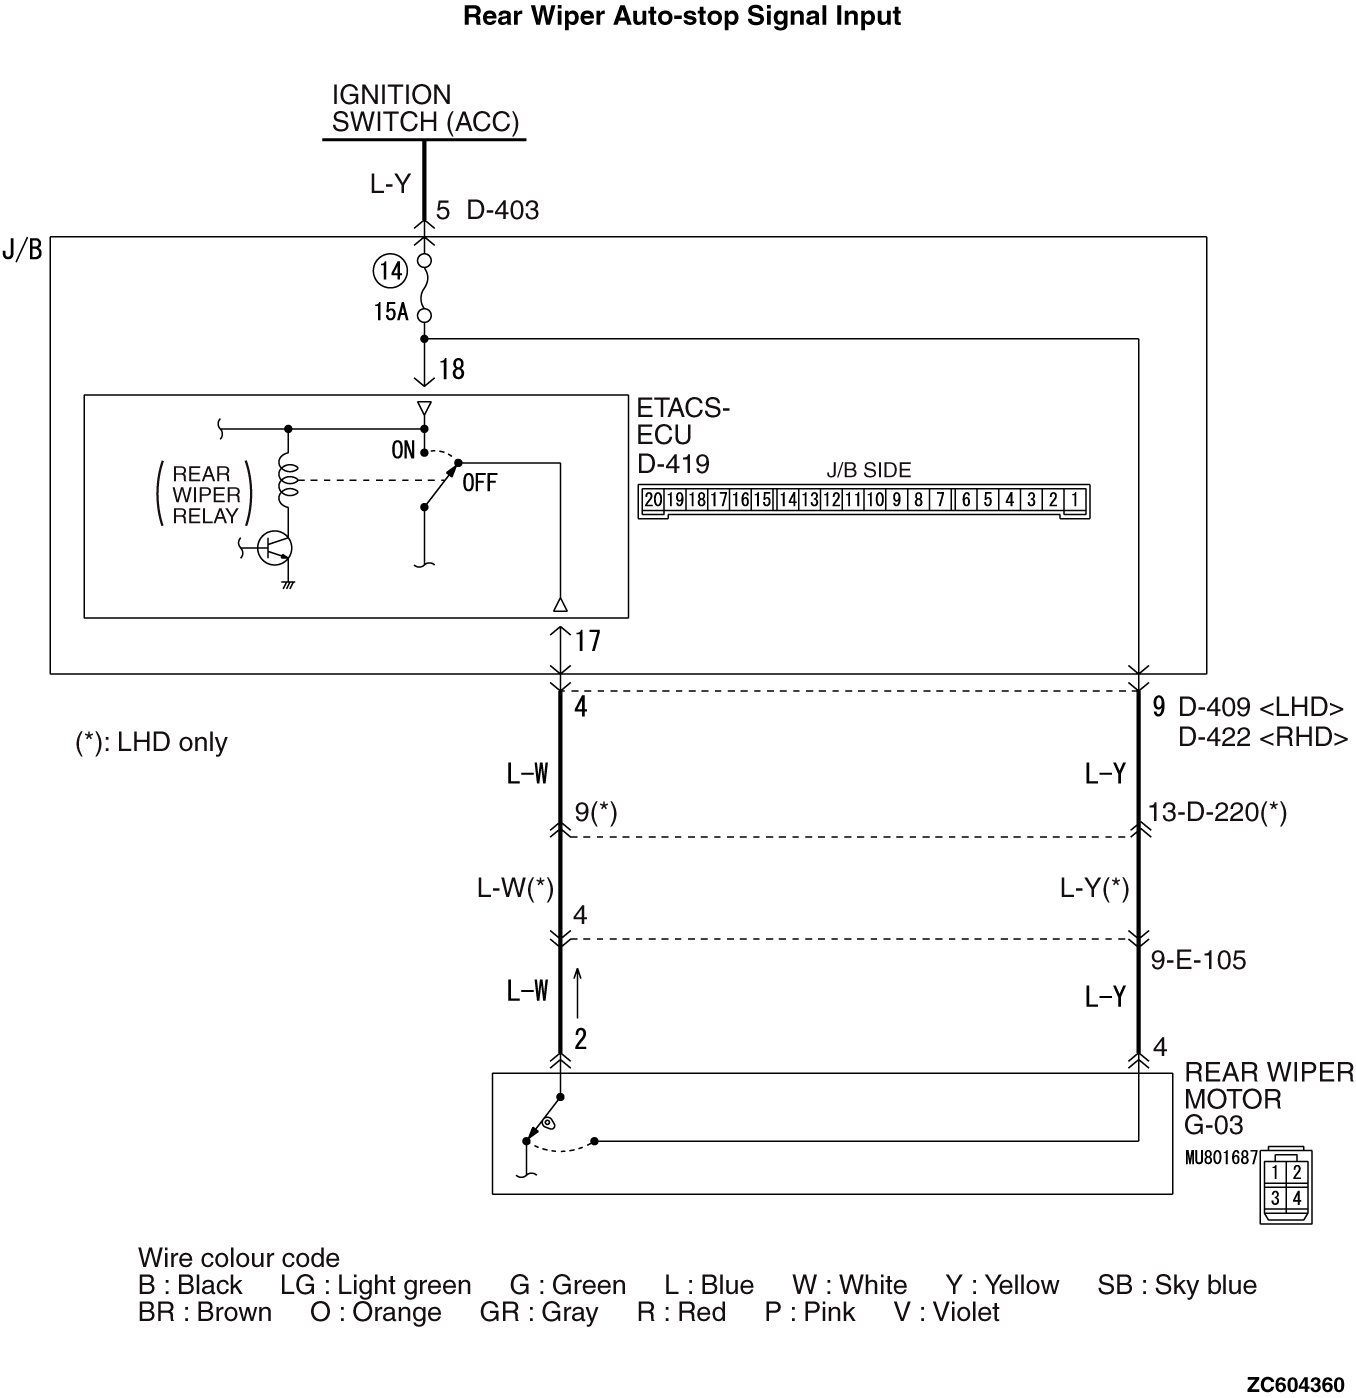 Rear Wiper Auto-stop Signal Input
IGNITION
SWITCH (ACC)
L-Y
5 D-403
J/B
14
15A
18
ETACS-
ECU
D-419
ON
OFF
REAR
WIPER
RELAY
J/B SIDE
20 19 18 17 16 15 14 13 12 11 10 9 8 7 6 5 4 3 2 1
17
4
9 D-409 <LHD>
D-422 <RHD>
(*): LHD only
L-W
L-Y
9(*)
13-D-220(*)
L-W(*)
L-Y(*)
4
9-E-105
L-W
L-Y
2
4
REAR WIPER
MOTOR
G-03
MU801687
1 2
3 4
Wire colour code
B : Black LG : Light green G : Green L : Blue W : White Y : Yellow SB : Sky blue
BR : Brown O : Orange GR : Gray R : Red P : Pink V : Violet
ZC604360